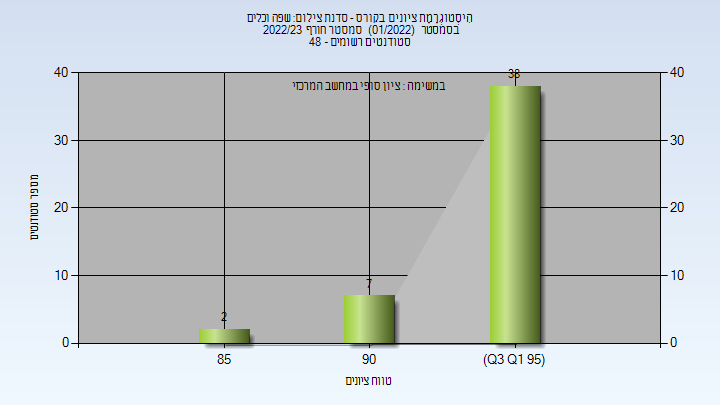 היסטוגרמת ציונים בקורס - סדנת צילום: שפה וכלים
בסמסטר (01/2022) סמסטר חורף 2022/23
סטודנטים רשומים - 48
במשימה : ציון סופי במחשב המרכזי
מספר סטודנטים
40
30
20
10
0
40
30
20
10
0
2
7
38
85
90
(Q3 Q1 95)
טווח ציונים